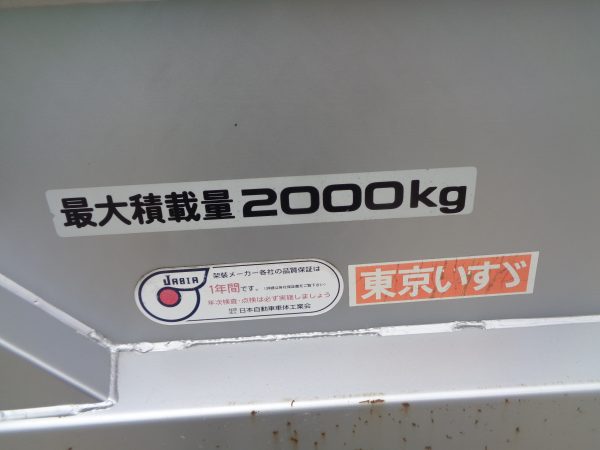 最大積載量2000kg
JABIA
架装メーカー各社の品質保証は
1年間です。
年次検査・点検は必ず実施しましょう
日本自動車車体工業会
東京いすゞ